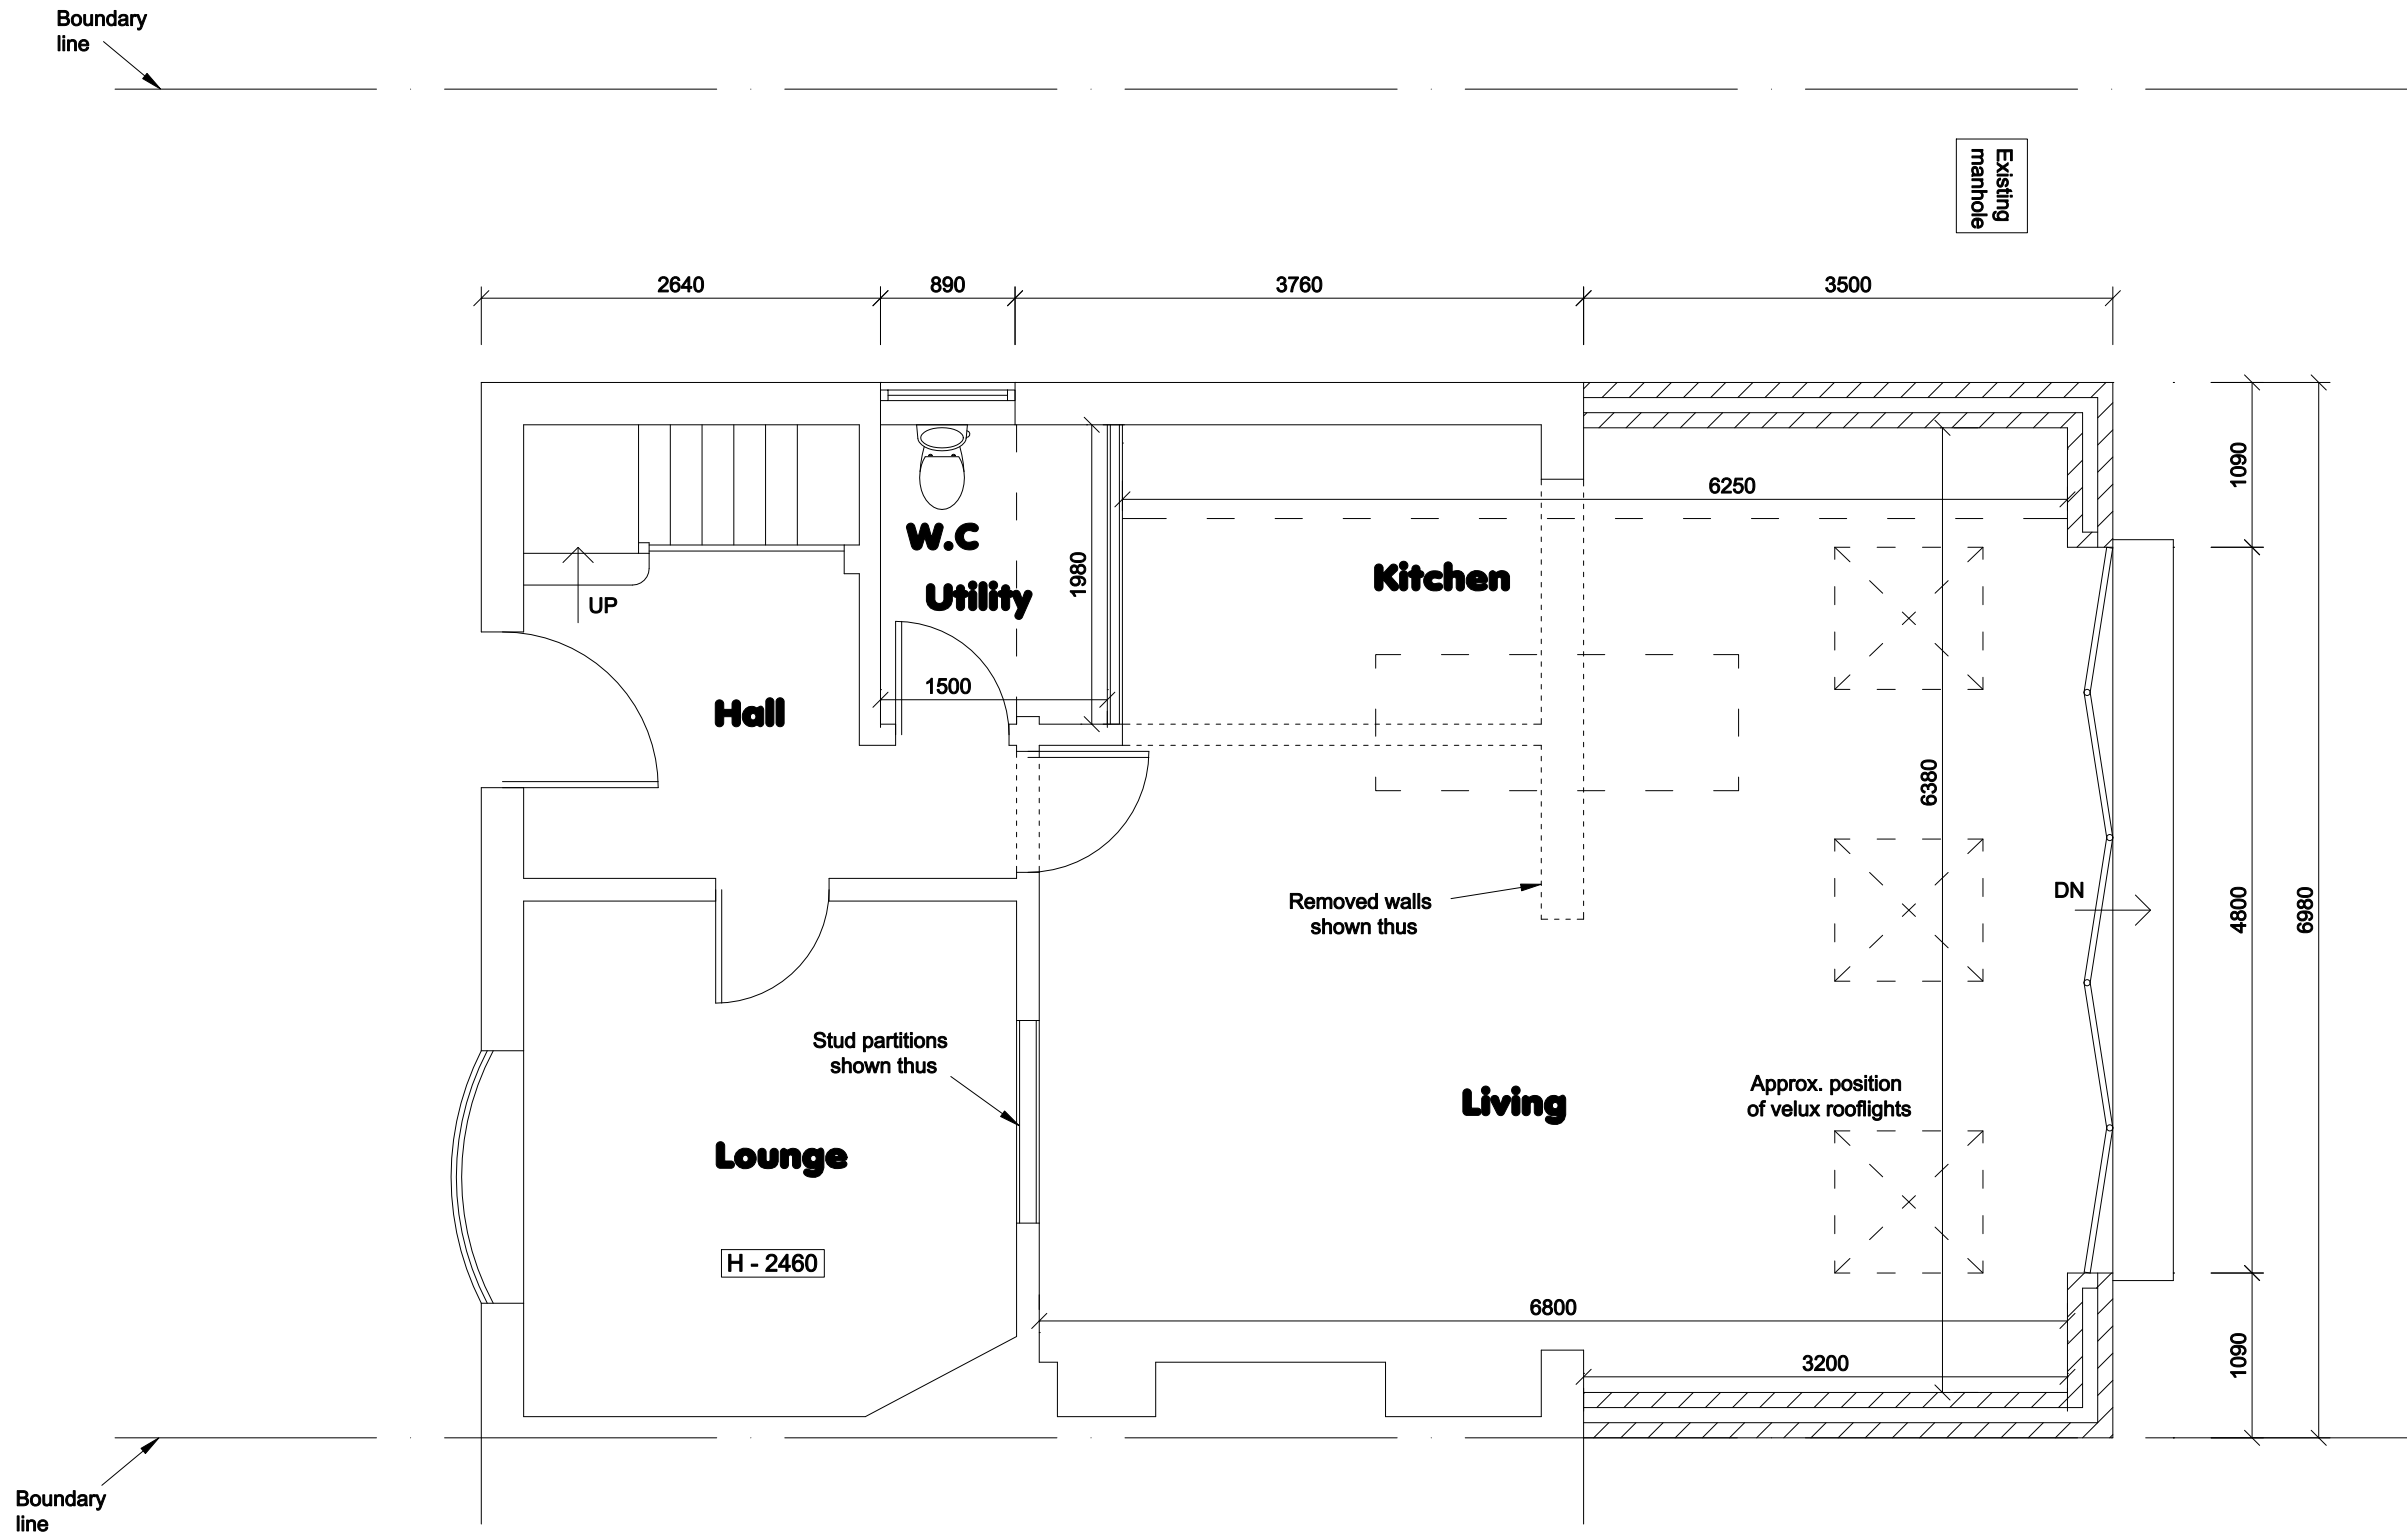 Boundary
line
Existing
manhole
2640
890
3760
3500
1090
6250
W.C
Kitchen
1980
Utility
UP
1500
Hall
6380
Removed walls
shown thus
DN
4800
6980
Stud partitions
shown thus
Approx. position
of velux rooflights
Living
Lounge
H - 2460
6800
3200
1090
Boundary
line